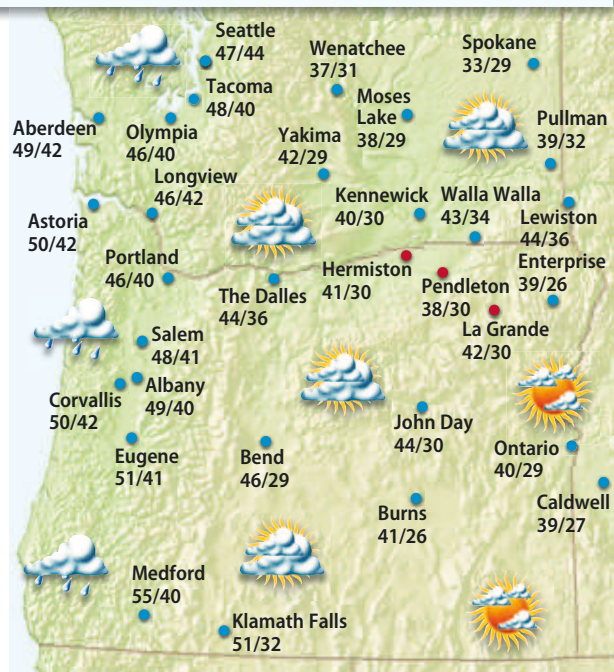 Seattle
47/44
Wenatchee
37/31
Spokane
33/29
Tacoma
48/40
Moses
Lake
38/29
Aberdeen
49/42
Olympia
46/40
Yakima
42/29
Pullman
39/32
Longview
46/42
Astoria
50/42
Kennewick
40/30
Walla Walla
43/34
Lewiston
44/36
Portland
46/40
The Dalles
44/36
Hermiston
41/30
Pendleton
38/30
Enterprise
39/26
La Grande
42/30
Salem
48/41
Albany
49/40
Corvallis
50/42
John Day
44/30
Eugene
51/41
Bend
46/29
Ontario
40/29
Caldwell
39/27
Burns
41/26
Medford
55/40
Klamath Falls
51/32